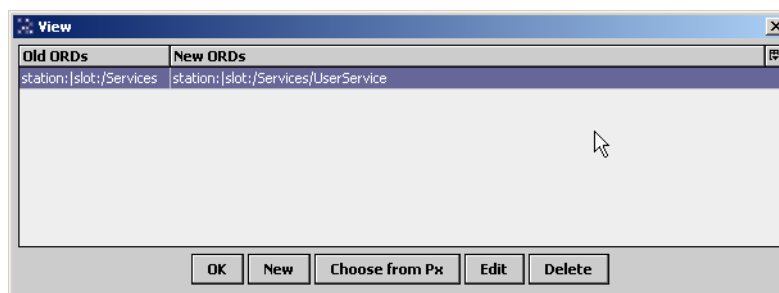 View
Old ORDs New ORDs
station:|slot:/Services station:|slot:/Services/UserService
OK New Choose from Px Edit Delete